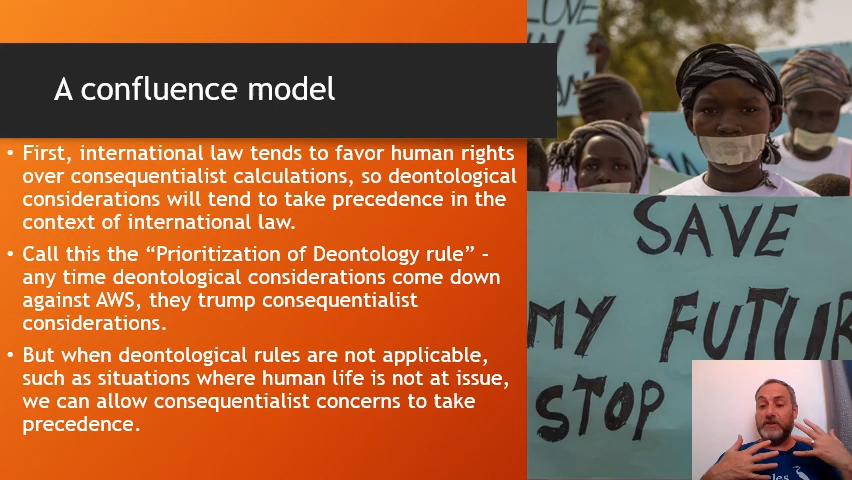 A confluence model
• First, international law tends to favor human rights
over consequentialist calculations, so deontological
considerations will tend to take precedence in the
context of international law.
• Call this the “Prioritization of Deontology rule” –
any time deontological considerations come down
against AWS, they trump consequentialist
considerations.
• But when deontological rules are not applicable,
such as situations where human life is not at issue,
we can allow consequentialist concerns to take
precedence.
LOVE
SAVE
MY FUTUR
STOP